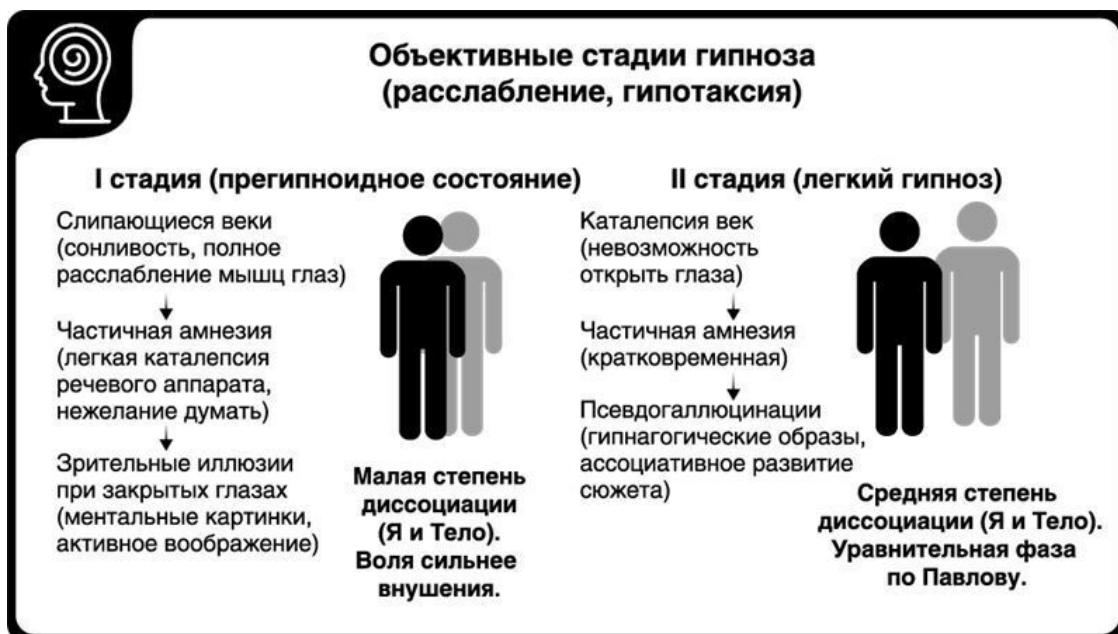 Объективные стадии гипноза
(расслабление, гипотаксия)
I стадия (прегипноидное состояние)
Слипающиеся веки
(сонливость, полное
расслабление мышц глаз)
Частичная амнезия
(легкая каталепсия
речевого аппарата,
нежелание думать)
Зрительные иллюзии
при закрытых глазах
(ментальные картинки,
активное воображение)
Малая степень
диссоциации
(Я и Тело).
Воля сильнее
внушения.
II стадия (легкий гипноз)
Каталепсия век
(невозможность
открыть глаза)
Частичная амнезия
(кратковременная)
Псевдогаллюцинации
(гипнагогические образы,
ассоциативное развитие
сюжета)
Средняя степень
диссоциации (Я и Тело).
Уравнительная фаза
по Павлову.